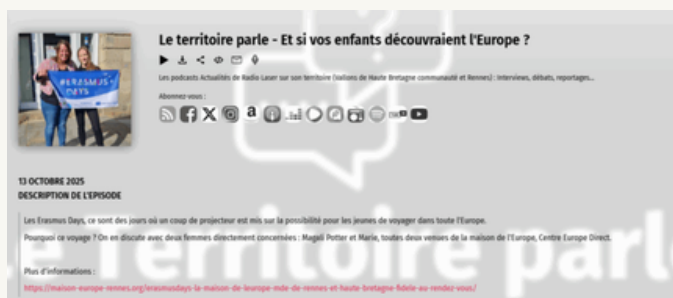 Le territoire parle - Et si vos enfants découvraient l'Europe ?
#ERASMUS
DAYS
Les podcasts Actualités de Radio Laser sur son territoire (Vallons de Haute Bretagne communauté et Rennes) : Interviews, débats, reportages...
Abonnez-vous :
13 OCTOBRE 2025
DESCRIPTION DE L'EPISODE
Les Erasmus Days, ce sont des jours où un coup de projecteur est mis sur la possibilité pour les jeunes de voyager dans toute l'Europe.
Pourquoi ce voyage ? On en discute avec deux femmes directement concernées : Magali Potter et Marie, toutes deux venues de la maison de l'Europe, Centre Europe Direct.
Plus d'informations :
https://maison-europe-rennes.org/erasmusdays-la-maison-de-leurope-mde-de-rennes-et-haute-bretagne-fidele-au-rendez-vous/
Le Territoire parle